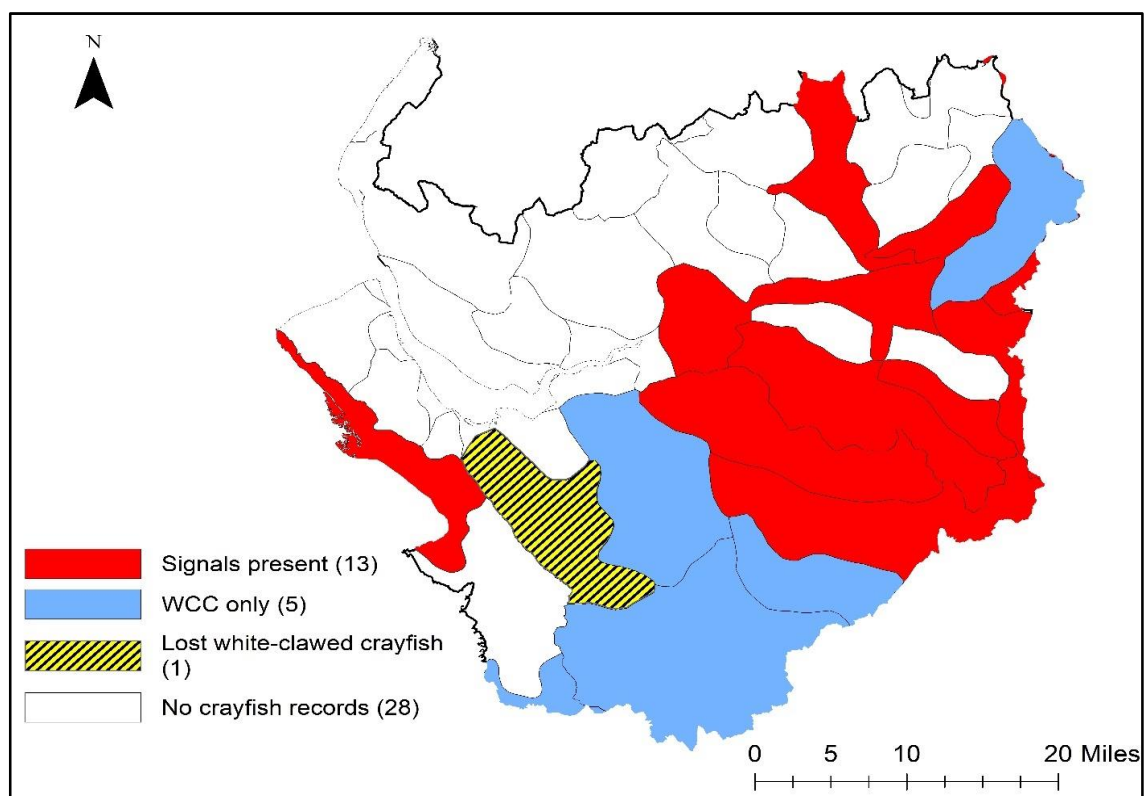 N
Signals present (13)
WCC only (5)
Lost white-clawed crayfish
(1)
No crayfish records (28)
0 5 10 20 Miles